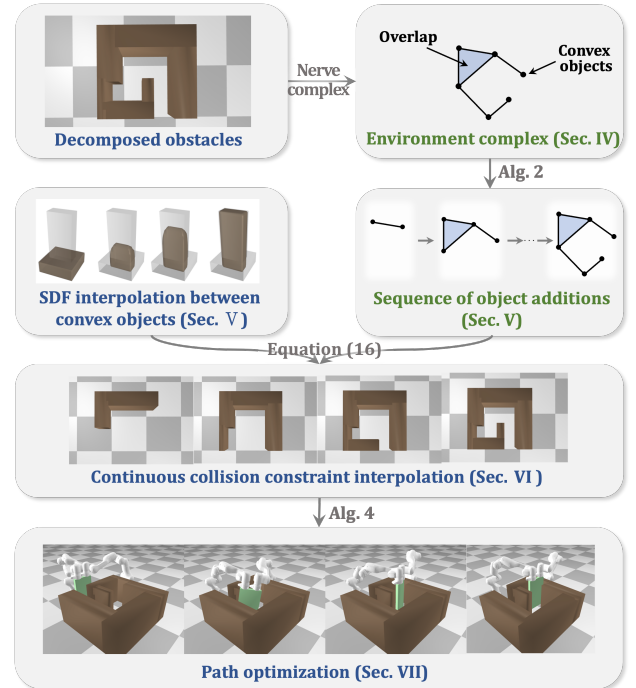 Decomposed obstacles
Nerve
complex
Overlap
Convex
objects
Environment complex (Sec. IV)
Alg. 2
SDF interpolation between
convex objects (Sec. V)
Sequence of object additions
(Sec. V)
Equation (16)
Continuous collision constraint interpolation (Sec. VI )
Alg. 4
Path optimization (Sec. VII)